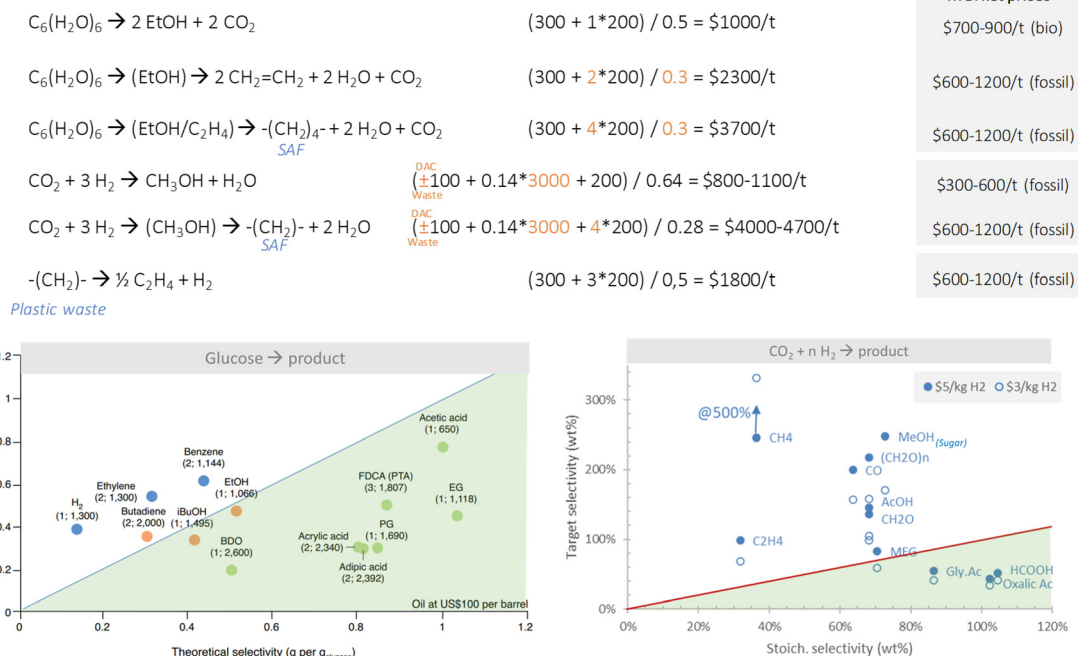 C₆(H₂O)₆ → 2 EtOH + 2 CO₂
(300 + 1*200) / 0.5 = $1000/t
$700-900/t (bio)
C₆(H₂O)₆ → (EtOH) → 2 CH₂=CH₂ + 2 H₂O + CO₂
(300 + 2*200) / 0.3 = $2300/t
$600-1200/t (fossil)
C₆(H₂O)₆ → (EtOH/C₂H₄) → -(CH₂)₄- + 2 H₂O + CO₂
(300 + 4*200) / 0.3 = $3700/t
$600-1200/t (fossil)
SAF
DAC
CO₂ + 3 H₂ → CH₃OH + H₂O
(±100 + 0.14*3000 + 200) / 0.64 = $800-1100/t
$300-600/t (fossil)
Waste
DAC
CO₂ + 3 H₂ → (CH₃OH) → -(CH₂)- + 2 H₂O
(±100 + 0.14*3000 + 4*200) / 0.28 = $4000-4700/t
$600-1200/t (fossil)
SAF
Waste
-(CH₂)- → ½ C₂H₄ + H₂
(300 + 3*200) / 0,5 = $1800/t
$600-1200/t (fossil)
Plastic waste
Glucose → product
1
0.2
Acetic acid
(1; 650)
Benzene
(2; 1,144)
FDCA (PTA)
(3; 1,807)
Ethylene
(2; 1,300)
EtOH
(1; 1,066)
EG
(1; 1,118)
H₂
(1; 1,300)
Butadiene
(2; 2,000)
iBuOH
(1; 1,495)
PG
(1; 1,690)
BDO
(1; 2,600)
Acrylic acid
(2; 2,340)
Adipic acid
(2; 2,392)
Oil at US$100 per barrel
0
0 0.2 0.4 0.6 0.8 1 1.2
Theoretical selectivity (g per g
CO₂ + n H₂ → product
$5/kg H2
$3/kg H2
Target selectivity (wt%)
300%
200%
100%
0%
@500%
CH4
MeOH (Sugar)
(CH2O)n
CO
AcOH
CH2O
C2H4
MEG
Gly.Ac
HCOOH
Oxalic Ac
0% 20% 40% 60% 80% 100% 120%
Stoich. selectivity (wt%)